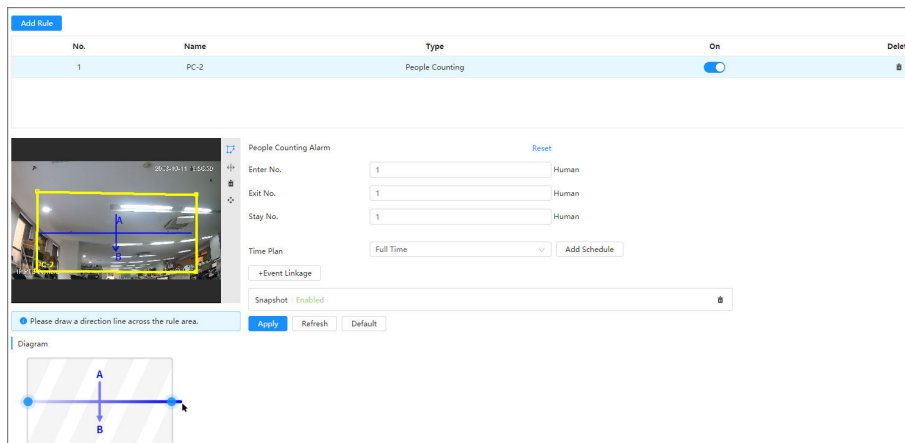 Add Rule
No. Name Type On Delet
1 PC-2 People Counting
People Counting Alarm Reset
Enter No. 1 Human
Exit No. 1 Human
Stay No. 1 Human
Time Plan Full Time Add Schedule
+Event Linkage
Snapshot Enabled
Apply Refresh Default
A
B
PC-2
Please draw a direction line across the rule area.
Diagram
A
B